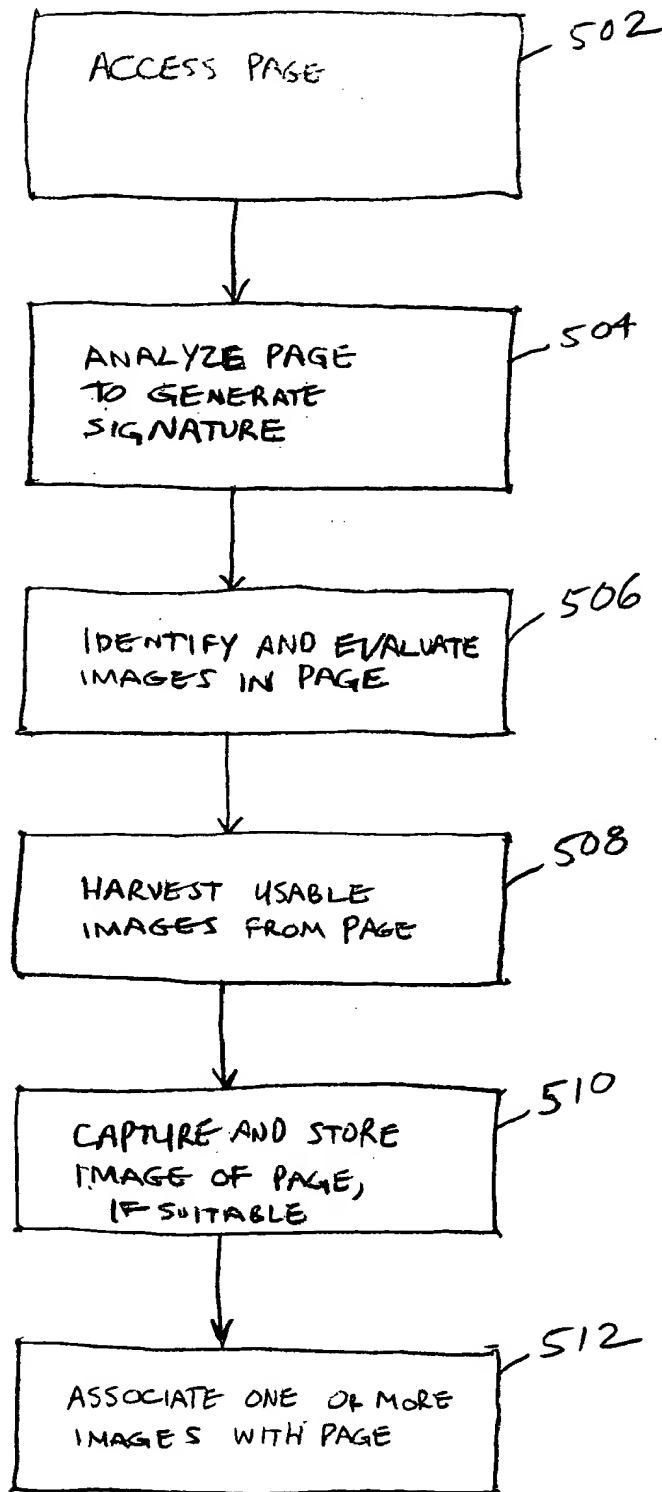 502
ACCESS PAGE
504
ANALYZE PAGE
TO GENERATE
SIGNATURE
506
IDENTIFY AND EVALUATE
IMAGES IN PAGE
508
HARVEST USABLE
IMAGES FROM PAGE
510
CAPTURE AND STORE
IMAGE OF PAGE,
IF SUITABLE
512
ASSOCIATE ONE OR MORE
IMAGES WITH PAGE